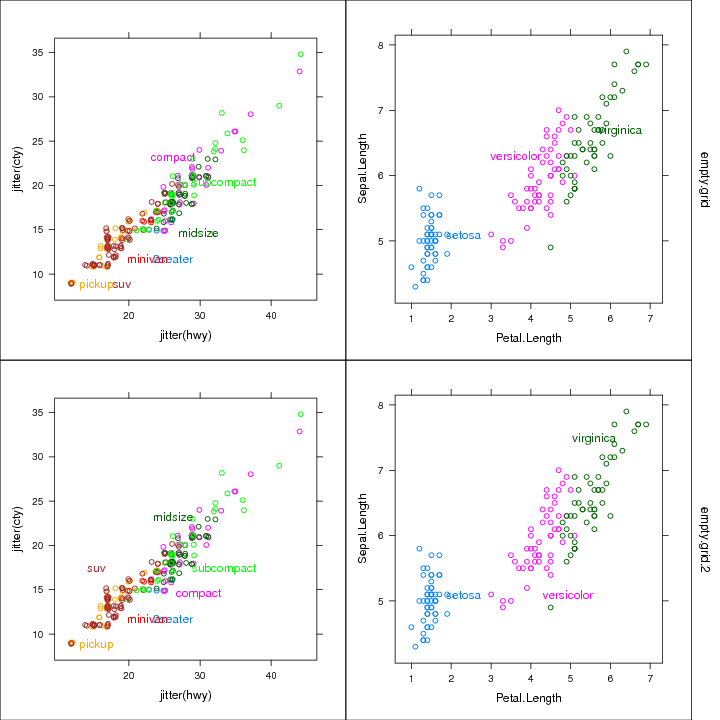 35
30
25
20
15
10
jitter(cty)
compact
subcompact
midsize
minivan
2seater
pickup
suv
20
30
40
jitter(hwy)
8
7
6
5
Sepal.Length
virginica
versicolor
setosa
1
2
3
4
5
6
7
Petal.Length
empty.grid
35
30
25
20
15
10
jitter(cty)
midsize
suv
subcompact
compact
minivan
2seater
pickup
20
30
40
jitter(hwy)
8
7
6
5
Sepal.Length
virginica
setosa
versicolor
1
2
3
4
5
6
7
Petal.Length
empty.grid.2